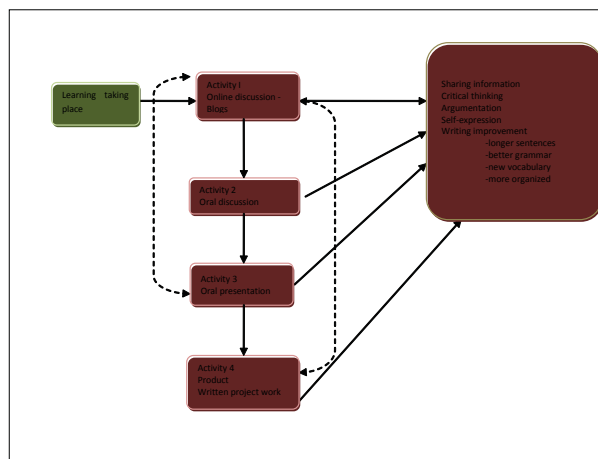 Learning taking
place
Activity I
Online discussion -
Blogs
Activity 2
Oral discussion
Activity 3
Oral presentation
Activity 4
Product
Written project work
Sharing information
Critical thinking
Argumentation
Self-expression
Writing improvement
-longer sentences
-better grammar
-new vocabulary
-more organized